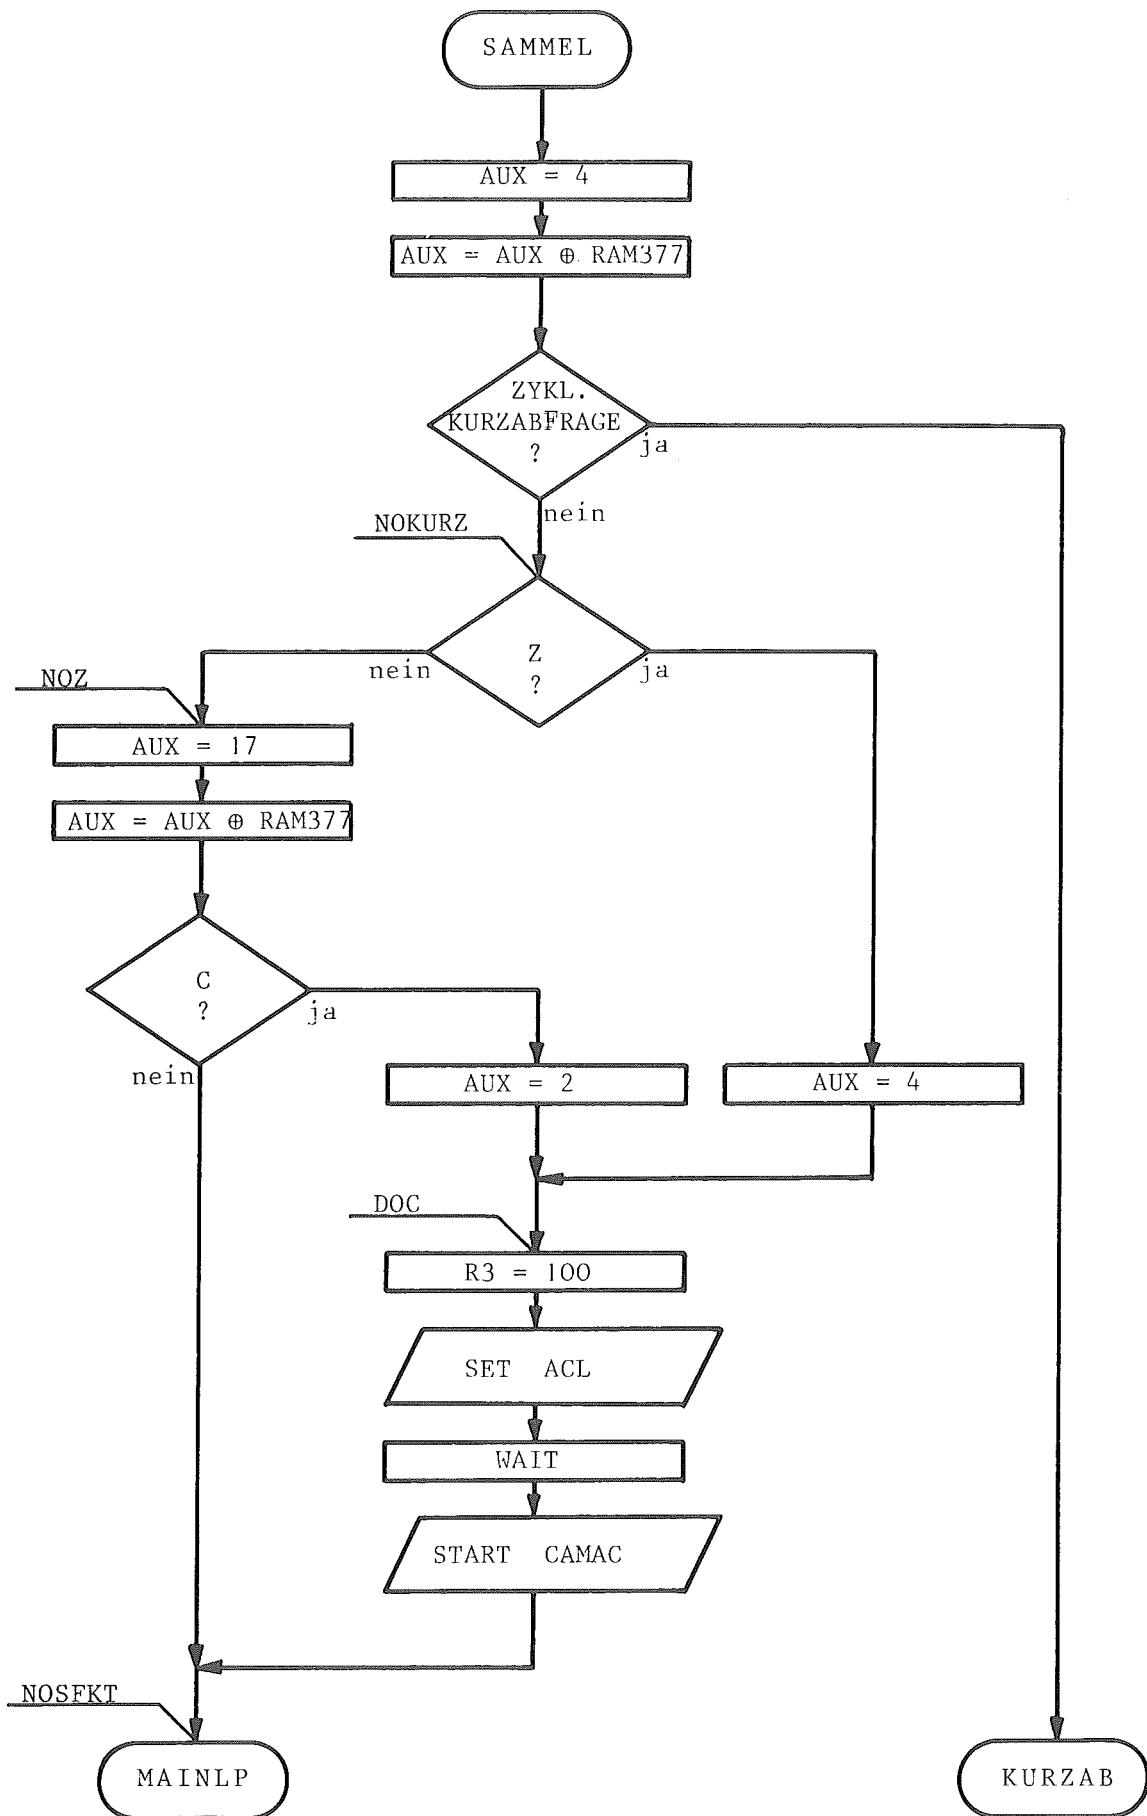 SAMMEL
AUX = 4
AUX = AUX ⊕ RAM377
ZYKL.
KURZABFRAGE
?
ja
nein
NOKURZ
Z
?
nein
ja
NOZ
AUX = 17
AUX = AUX ⊕ RAM377
C
?
ja
nein
AUX = 2
AUX = 4
DOC
R3 = 100
SET ACL
WAIT
START CAMAC
NOSFKT
MAINLP
KURZAB